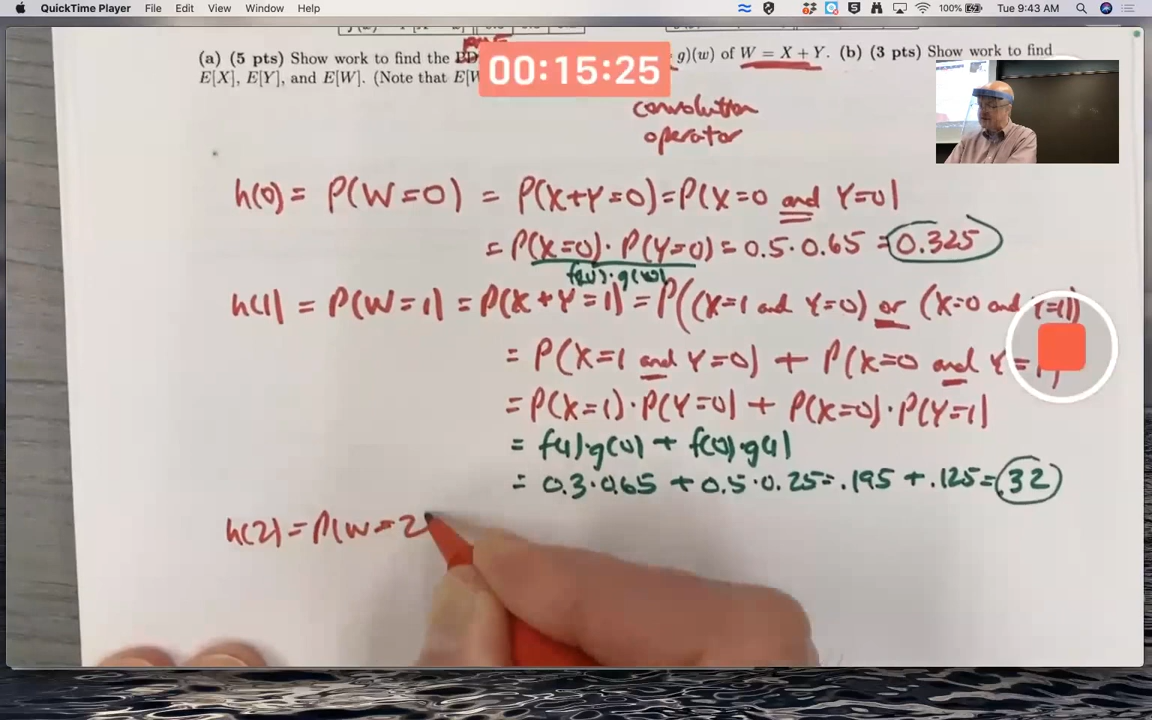 QuickTime Player File Edit View Window Help 100% Tue 9:43 AM
(a) (5 pts) Show work to find the g)(w) of W = X + Y. (b) (3 pts) Show work to find
00:15:25
E[X], E[Y], and E[W]. (Note that E[W
convolution
operator
h(0) = P(W=0) = P(X+Y=0) = P(X=0 and Y=0)
= P(X=0) · P(Y=0) = 0.5 · 0.65 = 0.325
f(0) · g(0)
h(1) = P(W=1) = P(X+Y=1) = P((X=1 and Y=0) or (X=0 and Y=1))
= P(X=1 and Y=0) + P(X=0 and Y=1)
= P(X=1) · P(Y=0) + P(X=0) · P(Y=1)
= f(1) · g(0) + f(0) · g(1)
= 0.3 · 0.65 + 0.5 · 0.25 = .195 + .125 = .32
h(2) = P(W=2